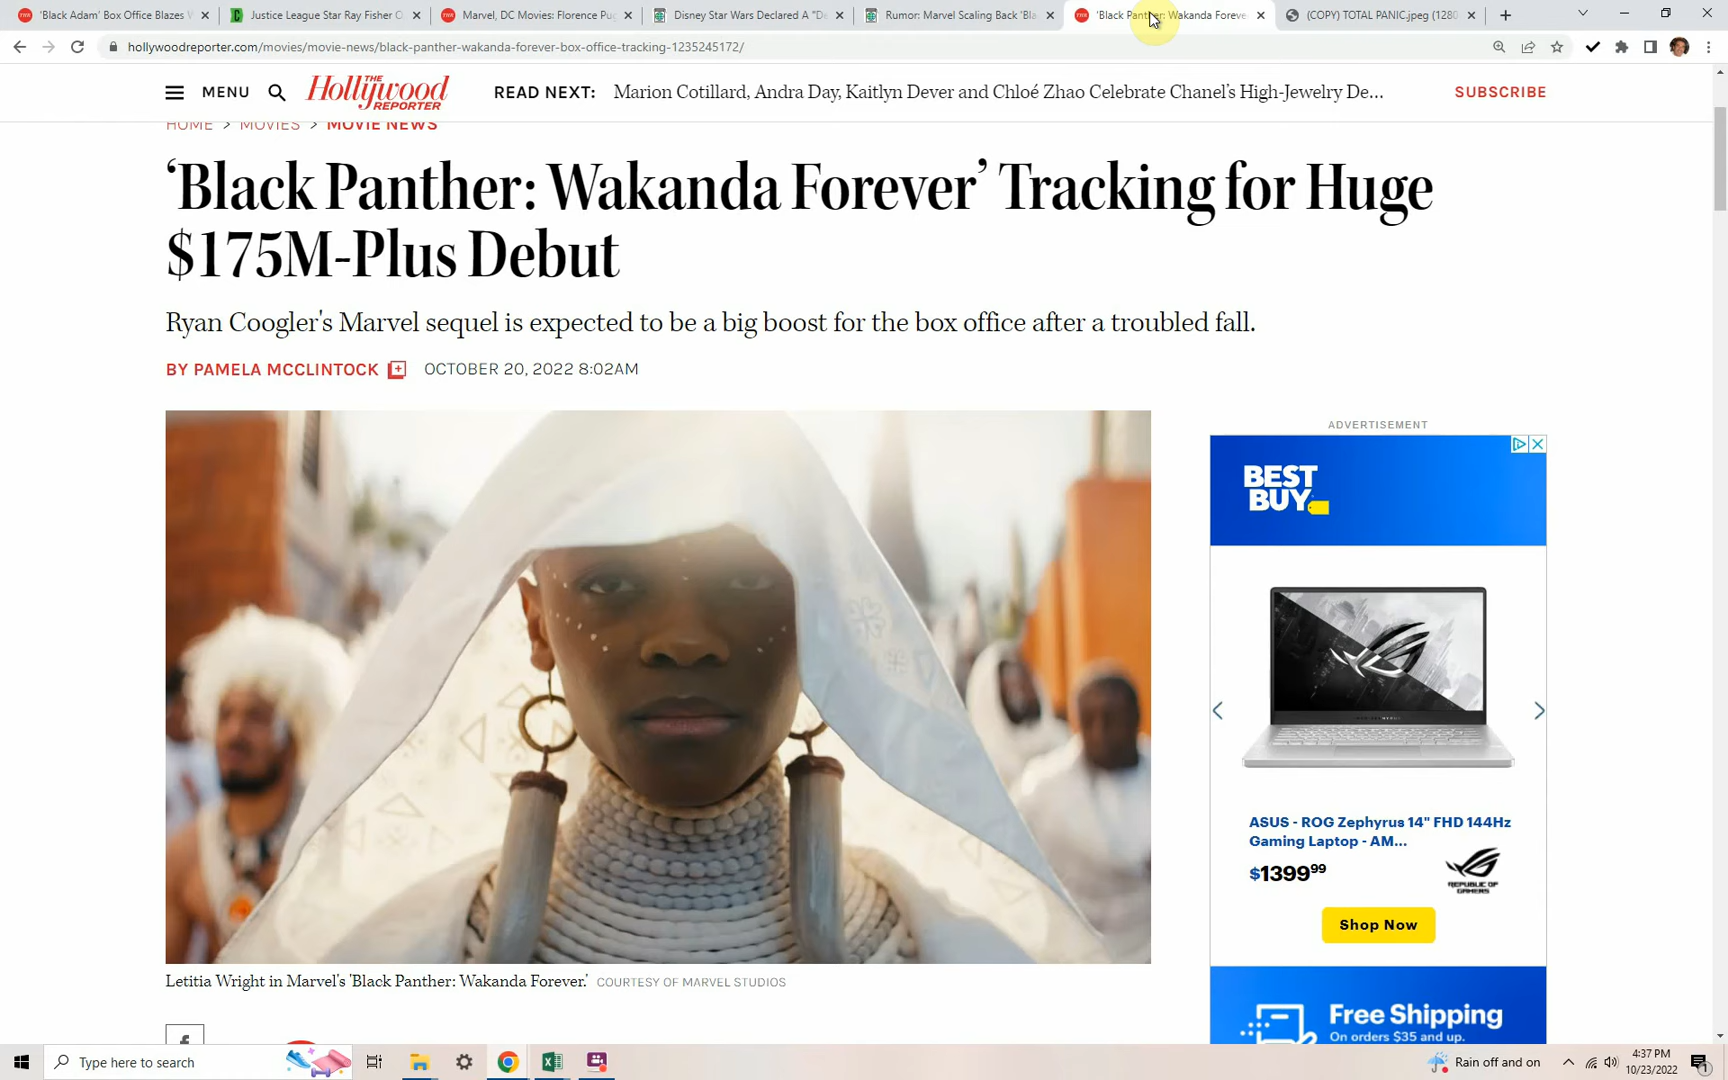 'Black Adam' Box Office Blazes
Justice League Star Ray Fisher
Marvel, DC Movies: Florence Pu
Disney Star Wars Declared A "D
Rumor: Marvel Scaling Back 'Bl
'Black Panther: Wakanda Foreve
(COPY) TOTAL PANIC.jpeg (1280
hollywoodreporter.com/movies/movie-news/black-panther-wakanda-forever-box-office-tracking-1235245172/
MENU
THE
Hollywood
REPORTER
READ NEXT: Marion Cotillard, Andra Day, Kaitlyn Dever and Chloé Zhao Celebrate Chanel's High-Jewelry De...
SUBSCRIBE
HOME > MOVIES > MOVIE NEWS
‘Black Panther: Wakanda Forever’ Tracking for Huge
$175M-Plus Debut
Ryan Coogler's Marvel sequel is expected to be a big boost for the box office after a troubled fall.
BY PAMELA MCCLINTOCK OCTOBER 20, 2022 8:02AM
ADVERTISEMENT
BEST
BUY
ASUS - ROG Zephyrus 14" FHD 144Hz
Gaming Laptop - AM...
$1399⁹⁹
REPUBLIC OF
GAMERS
Shop Now
Free Shipping
On orders $35 and up.
Letitia Wright in Marvel's 'Black Panther: Wakanda Forever.' COURTESY OF MARVEL STUDIOS
Type here to search
Rain off and on
4:37 PM
10/23/2022
1